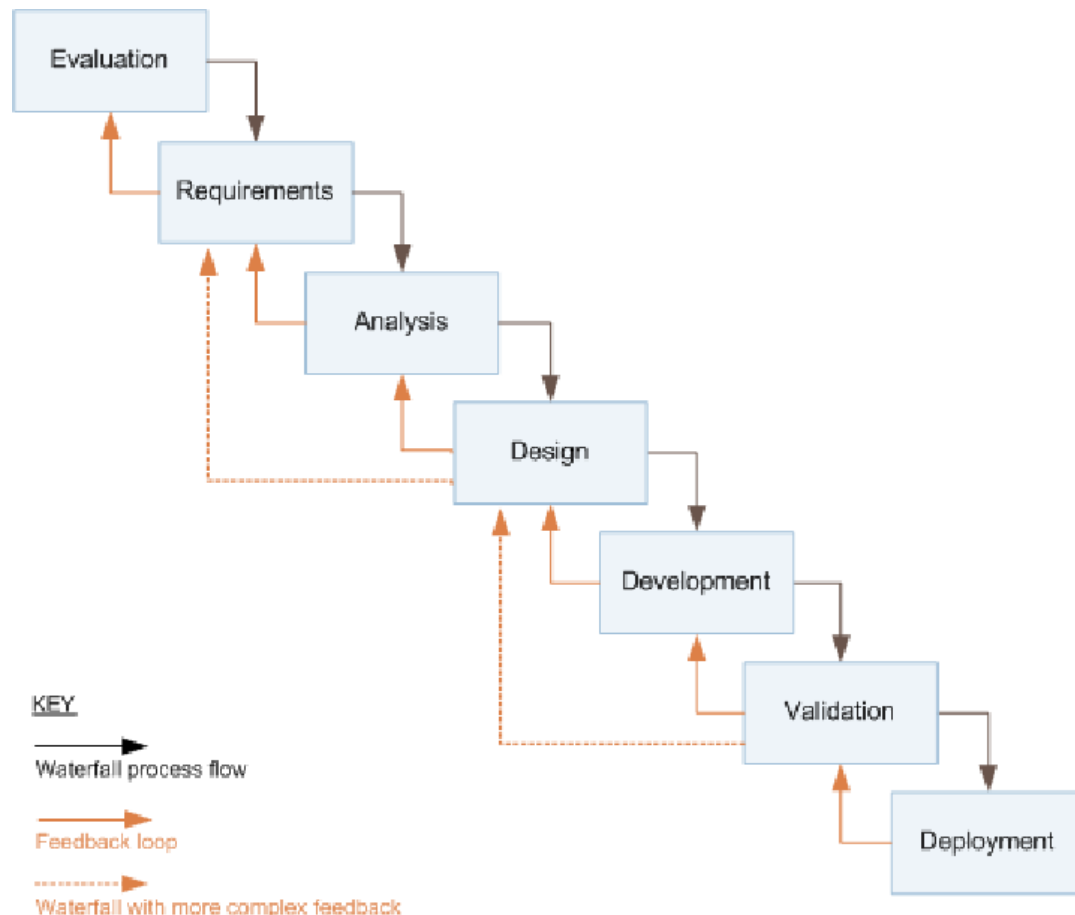 Evaluation
Requirements
Analysis
Design
Development
Validation
Deployment
KEY
Waterfall process flow
Feedback loop
Waterfall with more complex feedback